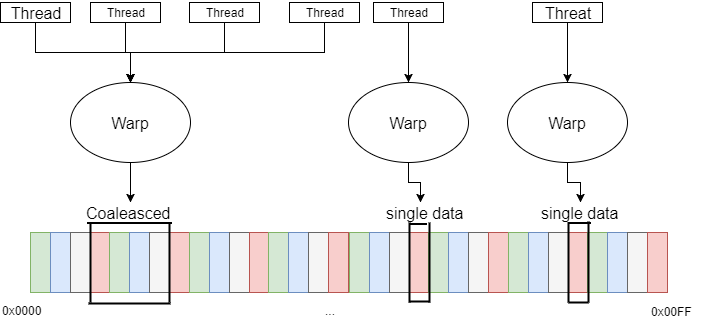 Thread Thread Thread Thread Thread Threat
Warp Warp Warp
Coaleasced single data single data
0x0000 ... 0x00FF